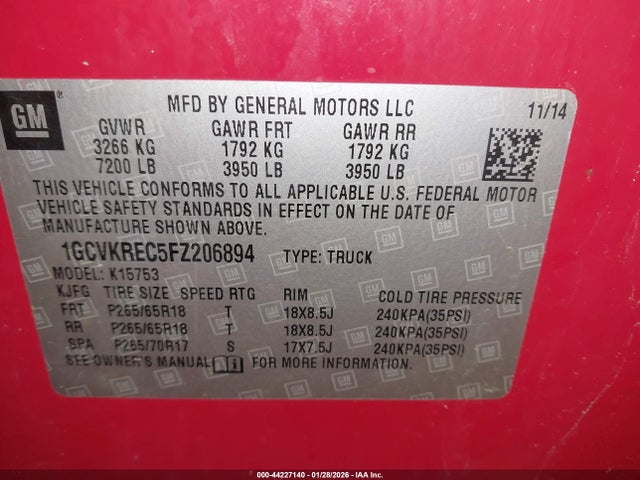 GM ®
MFD BY GENERAL MOTORS LLC 11/14
GVWR GAWR FRT GAWR RR
3266 KG 1792 KG 1792 KG
7200 LB 3950 LB 3950 LB
THIS VEHICLE CONFORMS TO ALL APPLICABLE U.S. FEDERAL MOTOR
VEHICLE SAFETY STANDARDS IN EFFECT ON THE DATE OF
MANUFACTURE SHOWN ABOVE.
1GCVKREC5FZ206894 TYPE: TRUCK
MODEL: K15753
KJFG TIRE SIZE SPEED RTG RIM COLD TIRE PRESSURE
FRT P265/65R18 T 18X8.5J 240KPA(35PSI)
RR P265/65R18 T 18X8.5J 240KPA(35PSI)
SPA P265/70R17 S 17X7.5J 240KPA(35PSI)
SEE OWNER'S MANUAL FOR MORE INFORMATION.
000-44227140 - 01/28/2026 - IAA Inc.